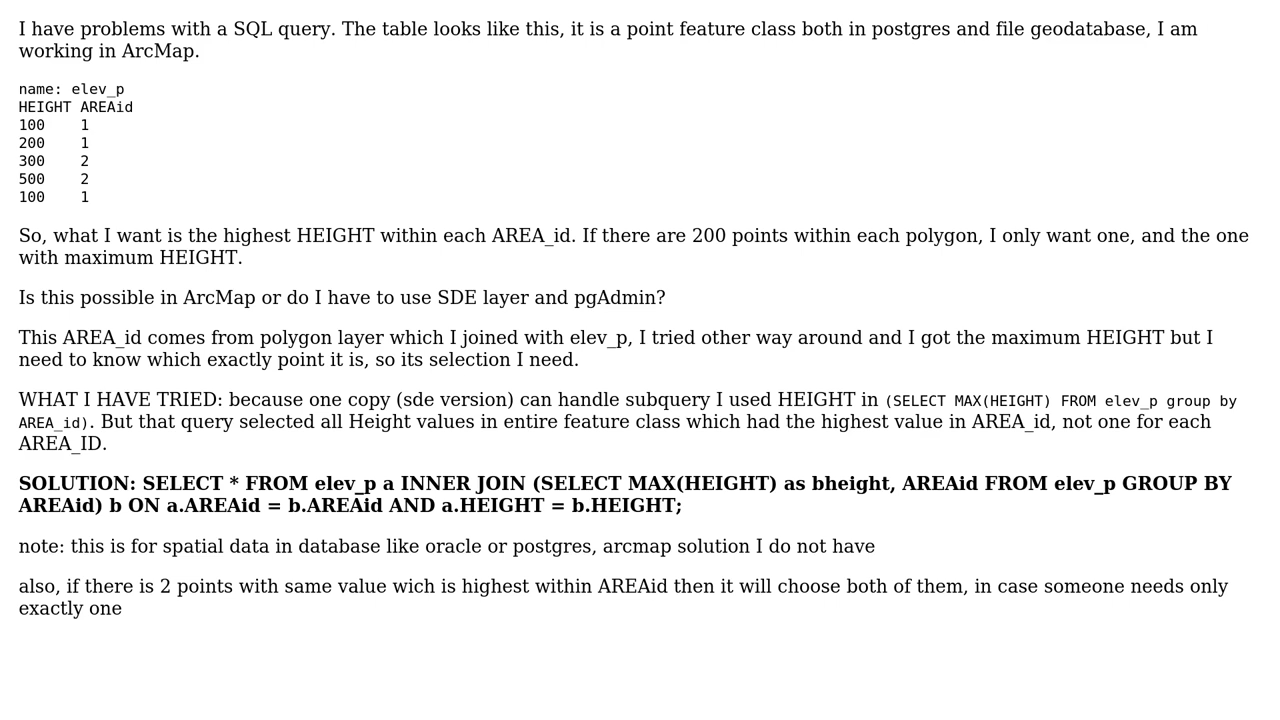 I have problems with a SQL query. The table looks like this, it is a point feature class both in postgres and file geodatabase, I am
working in ArcMap.
name: elev_p
HEIGHT AREAid
100    1
200    1
300    2
500    2
100    1
So, what I want is the highest HEIGHT within each AREA_id. If there are 200 points within each polygon, I only want one, and the one
with maximum HEIGHT.
Is this possible in ArcMap or do I have to use SDE layer and pgAdmin?
This AREA_id comes from polygon layer which I joined with elev_p, I tried other way around and I got the maximum HEIGHT but I
need to know which exactly point it is, so its selection I need.
WHAT I HAVE TRIED: because one copy (sde version) can handle subquery I used HEIGHT in (SELECT MAX(HEIGHT) FROM elev_p group by
AREA_id). But that query selected all Height values in entire feature class which had the highest value in AREA_id, not one for each
AREA_ID.
SOLUTION: SELECT * FROM elev_p a INNER JOIN (SELECT MAX(HEIGHT) as bheight, AREAid FROM elev_p GROUP BY
AREAid) b ON a.AREAid = b.AREAid AND a.HEIGHT = b.HEIGHT;
note: this is for spatial data in database like oracle or postgres, arcmap solution I do not have
also, if there is 2 points with same value wich is highest within AREAid then it will choose both of them, in case someone needs only
exactly one